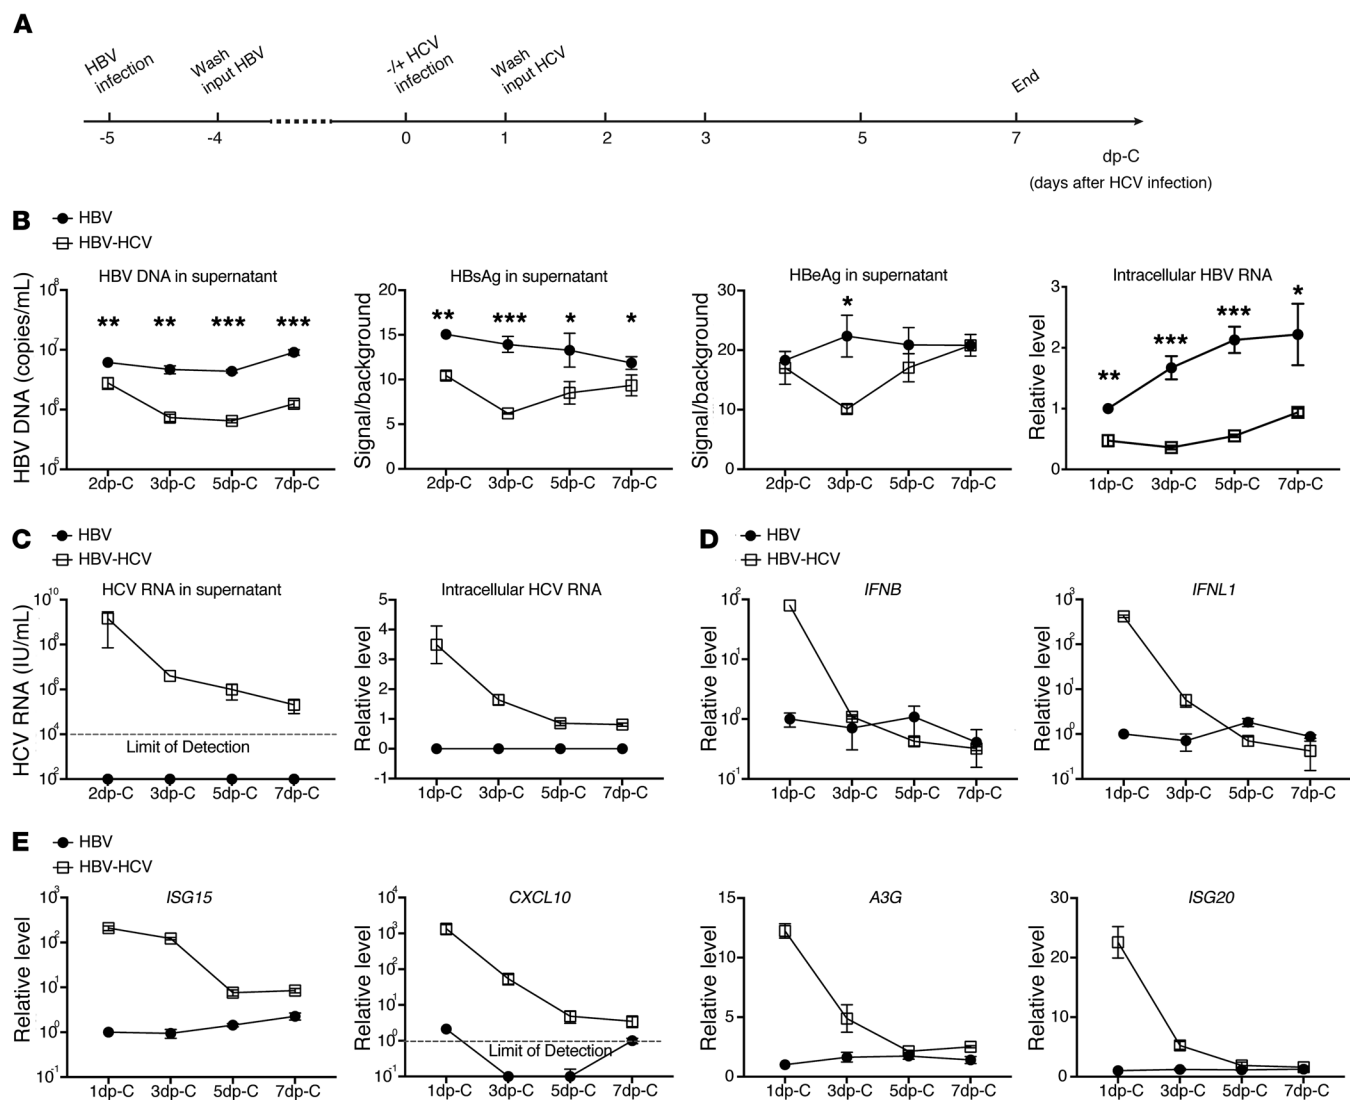 A
HBV
infection
Wash
input HBV
-/+ HCV
infection
Wash
input HCV
End
-5
-4
0
1
2
3
5
7
dp-C
(days after HCV infection)
B
HBV
HBV-HCV
HBV DNA in supernatant
HBV DNA (copies/mL)
10^8
10^7
10^6
10^5
**
**
***
***
2dp-C
3dp-C
5dp-C
7dp-C
HBsAg in supernatant
Signal/background
20
15
10
5
0
**
***
*
*
2dp-C
3dp-C
5dp-C
7dp-C
HBeAg in supernatant
Signal/background
30
20
10
0
*
2dp-C
3dp-C
5dp-C
7dp-C
Intracellular HBV RNA
Relative level
3
2
1
0
**
***
***
*
1dp-C
3dp-C
5dp-C
7dp-C
C
HBV
HBV-HCV
HCV RNA in supernatant
HCV RNA (IU/mL)
10^10
10^8
10^6
10^4
10^2
Limit of Detection
2dp-C
3dp-C
5dp-C
7dp-C
Intracellular HCV RNA
Relative level
5
4
3
2
1
0
-1
1dp-C
3dp-C
5dp-C
7dp-C
D
HBV
HBV-HCV
IFNB
Relative level
10^2
10^1
10^0
10^-1
1dp-C
3dp-C
5dp-C
7dp-C
IFNL1
Relative level
10^3
10^2
10^1
10^0
10^-1
1dp-C
3dp-C
5dp-C
7dp-C
E
HBV
HBV-HCV
ISG15
Relative level
10^3
10^2
10^1
10^0
10^-1
1dp-C
3dp-C
5dp-C
7dp-C
CXCL10
Relative level
10^4
10^3
10^2
10^1
10^0
10^-1
Limit of Detection
1dp-C
3dp-C
5dp-C
7dp-C
A3G
Relative level
15
10
5
0
1dp-C
3dp-C
5dp-C
7dp-C
ISG20
Relative level
30
20
10
0
1dp-C
3dp-C
5dp-C
7dp-C